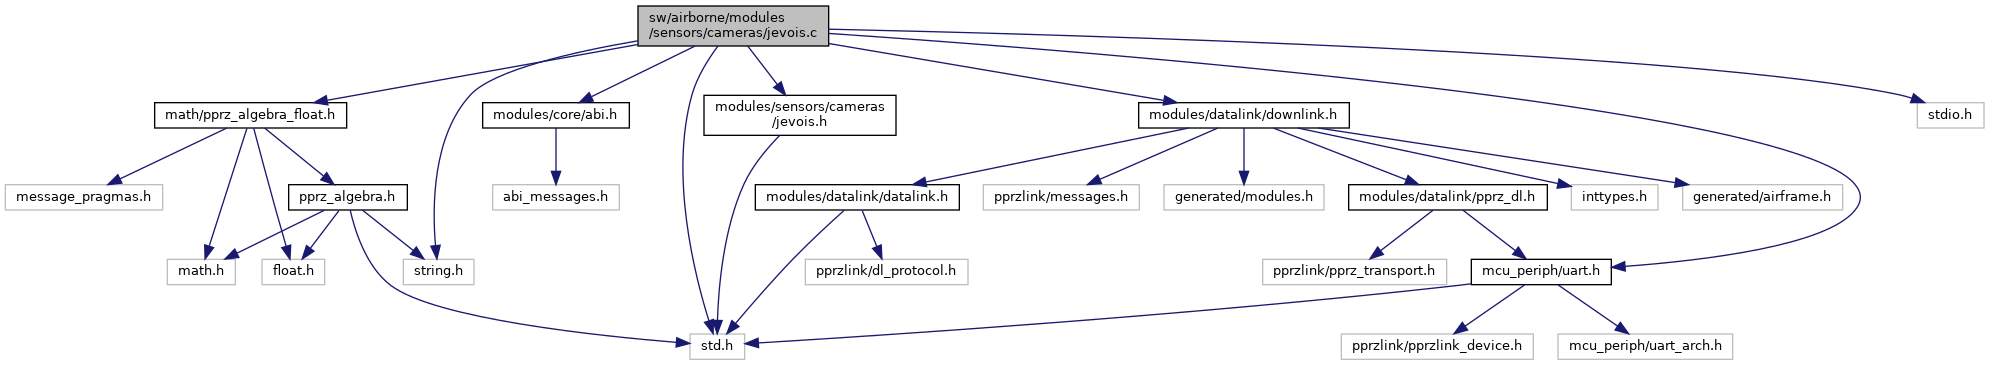 sw/airborne/modules
/sensors/cameras/jevois.c
math/pprz_algebra_float.h
modules/core/abi.h
modules/sensors/cameras
/jevois.h
modules/datalink/downlink.h
stdio.h
message_pragmas.h
pprz_algebra.h
abi_messages.h
modules/datalink/datalink.h
pprzlink/messages.h
generated/modules.h
modules/datalink/pprz_dl.h
inttypes.h
generated/airframe.h
math.h
float.h
string.h
pprzlink/dl_protocol.h
pprzlink/pprz_transport.h
mcu_periph/uart.h
std.h
pprzlink/pprzlink_device.h
mcu_periph/uart_arch.h